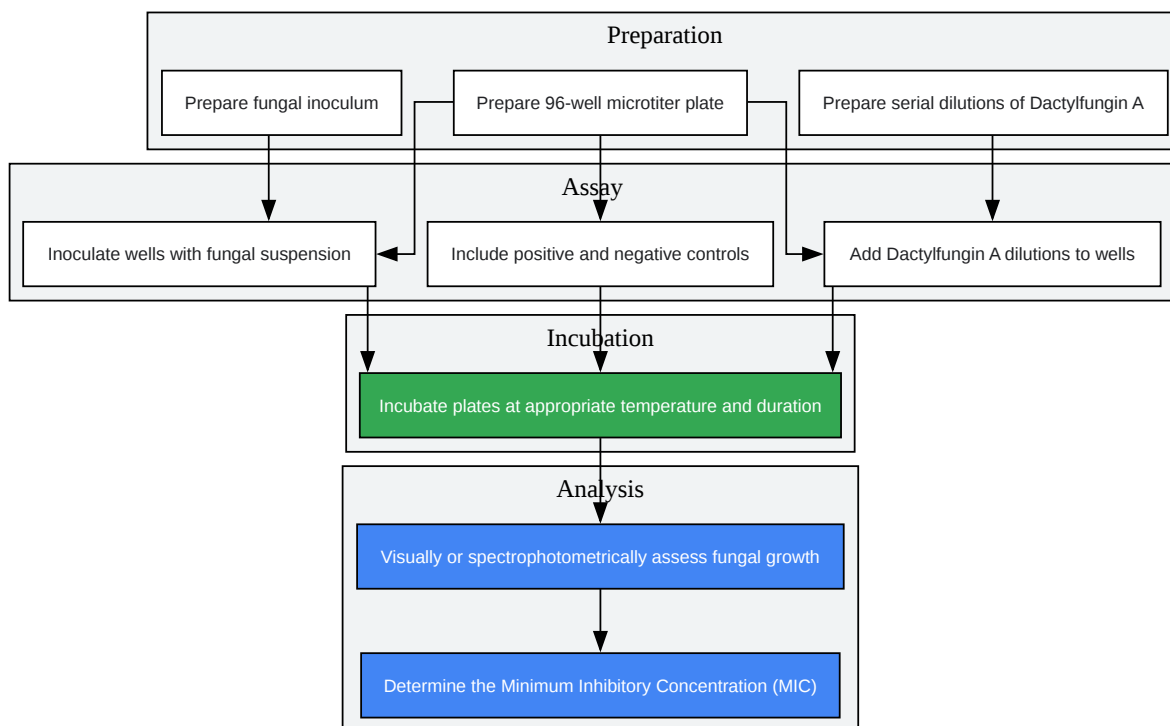 Preparation
Prepare fungal inoculum
Prepare 96-well microtiter plate
Prepare serial dilutions of Dactylfungin A
Assay
Inoculate wells with fungal suspension
Include positive and negative controls
Add Dactylfungin A dilutions to wells
Incubation
Incubate plates at appropriate temperature and duration
Analysis
Visually or spectrophotometrically assess fungal growth
Determine the Minimum Inhibitory Concentration (MIC)